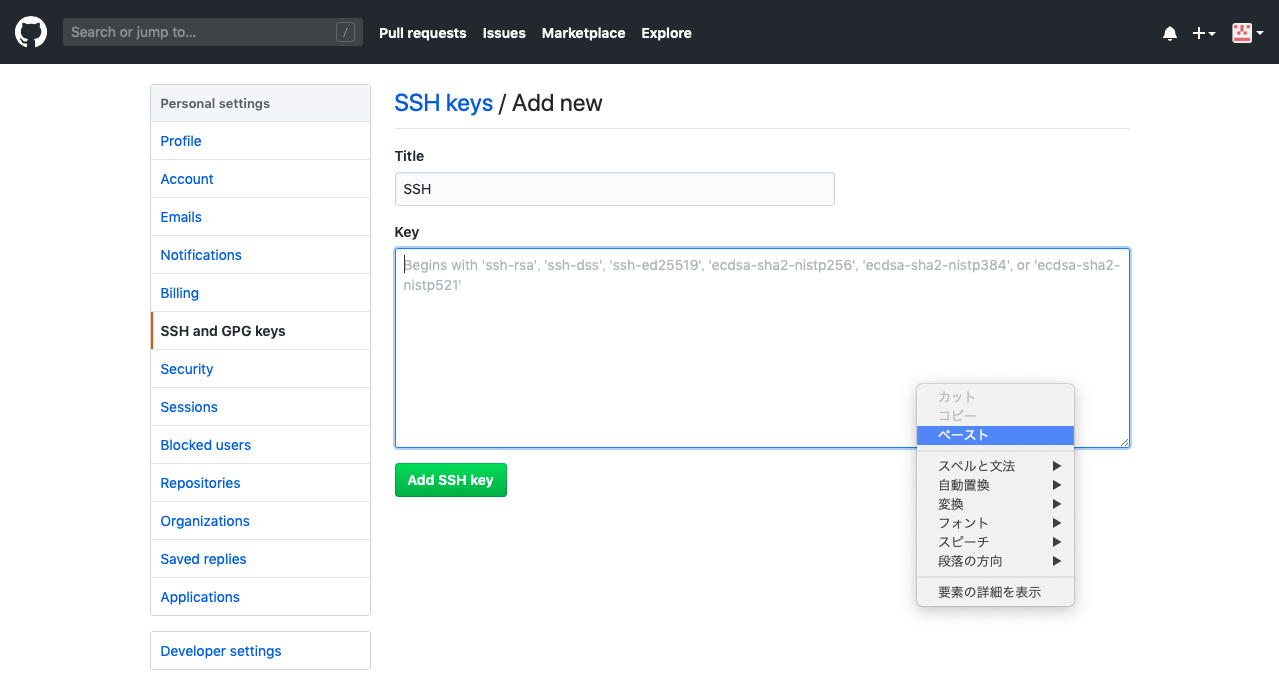 Search or jump to...
/
Pull requests
Issues
Marketplace
Explore
Personal settings
Profile
Account
Emails
Notifications
Billing
SSH and GPG keys
Security
Sessions
Blocked users
Repositories
Organizations
Saved replies
Applications
Developer settings
SSH keys / Add new
Title
SSH
Key
Begins with 'ssh-rsa', 'ssh-dss', 'ssh-ed25519', 'ecdsa-sha2-nistp256', 'ecdsa-sha2-nistp384', or 'ecdsa-sha2-
nistp521'
Add SSH key
カット
コピー
ペースト
スペルと文法
自動置換
変換
フォント
スピーチ
段落の方向
要素の詳細を表示